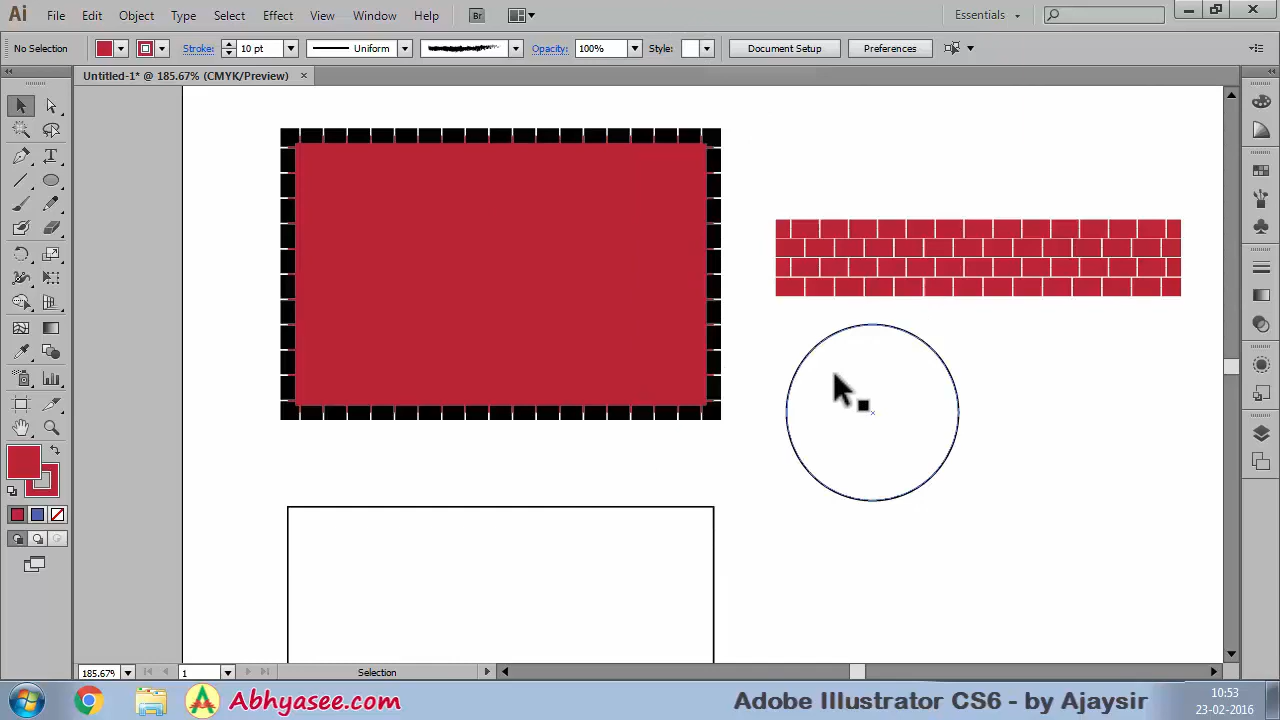 Ai File Edit Object Type Select Effect View Window Help Br Essentials
No Selection Stroke: 10 pt Uniform Opacity: 100% Style: Document Setup Preferences
Untitled-1* @ 185.67% (CMYK/Preview)
185.67% 1 Selection
Abhyasee.com Adobe Illustrator CS6 - by Ajaysir 10:53
23-02-2016